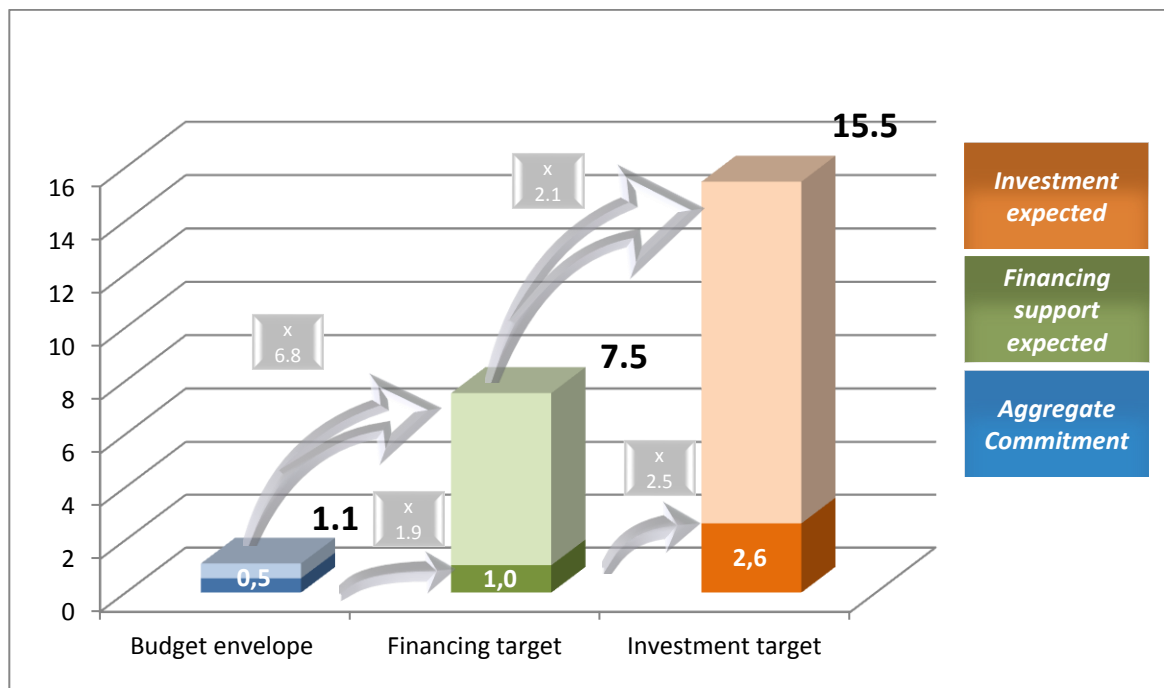 15.5
16
14
12
10
8
6
4
2
0
x
2.1
x
6.8
7.5
x
2.5
1.1
x
1.9
0,5
1,0
2,6
Budget envelope
Financing target
Investment target
Investment
expected
Financing
support
expected
Aggregate
Commitment